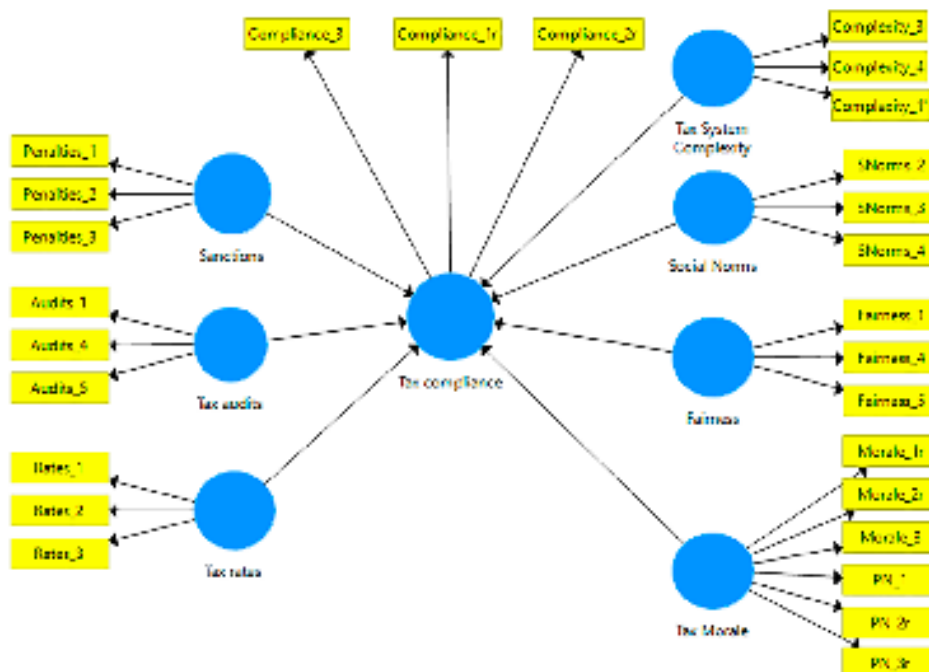 Compliance_3
Compliance_1r
Compliance_2r
Complexity_3
Complexity_4
Complexity_1r
Tax System
Complexity
Penalties_1
Penalties_2
Penalties_3
Sanctions
SNorms_2
SNorms_3
SNorms_4
Social Norms
Audits_1
Audits_4
Audits_5
Tax audits
Tax compliance
Fairness_1
Fairness_4
Fairness_5
Fairness
Rates_1
Rates_2
Rates_3
Tax rates
Morale_1r
Morale_2r
Morale_3
PN_1
PN_2r
PN_3r
Tax Morale